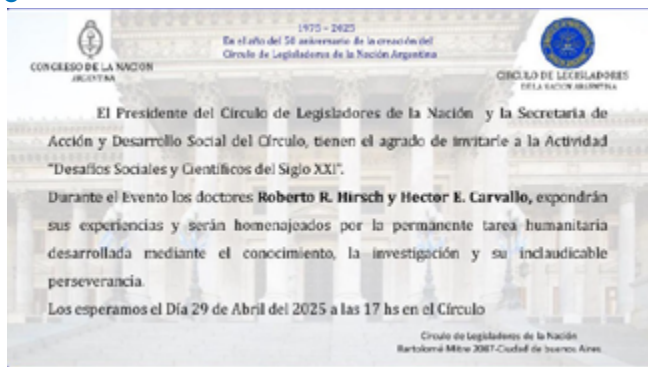 1975 - 2025
En el año del 50 aniversario de la creación del
Círculo de Legisladores de la Nación Argentina
CONGRESO DE LA NACION
ARGENTINA
CIRCULO DE LEGISLADORES
DE LA NACION ARGENTINA
El Presidente del Círculo de Legisladores de la Nación y la Secretaria de
Acción y Desarrollo Social del Círculo, tienen el agrado de invitarle a la Actividad
"Desafíos Sociales y Científicos del Siglo XXI".
Durante el Evento los doctores Roberto R. Hirsch y Hector E. Carvallo, expondrán
sus experiencias y serán homenajeados por la permanente tarea humanitaria
desarrollada mediante el conocimiento, la investigación y su inclaudicable
perseverancia.
Los esperamos el Día 29 de Abril del 2025 a las 17 hs en el Círculo
Circulo de Legisladores de la Nación
Bartolomé Mitre 2087-Ciudad de buenos Aires